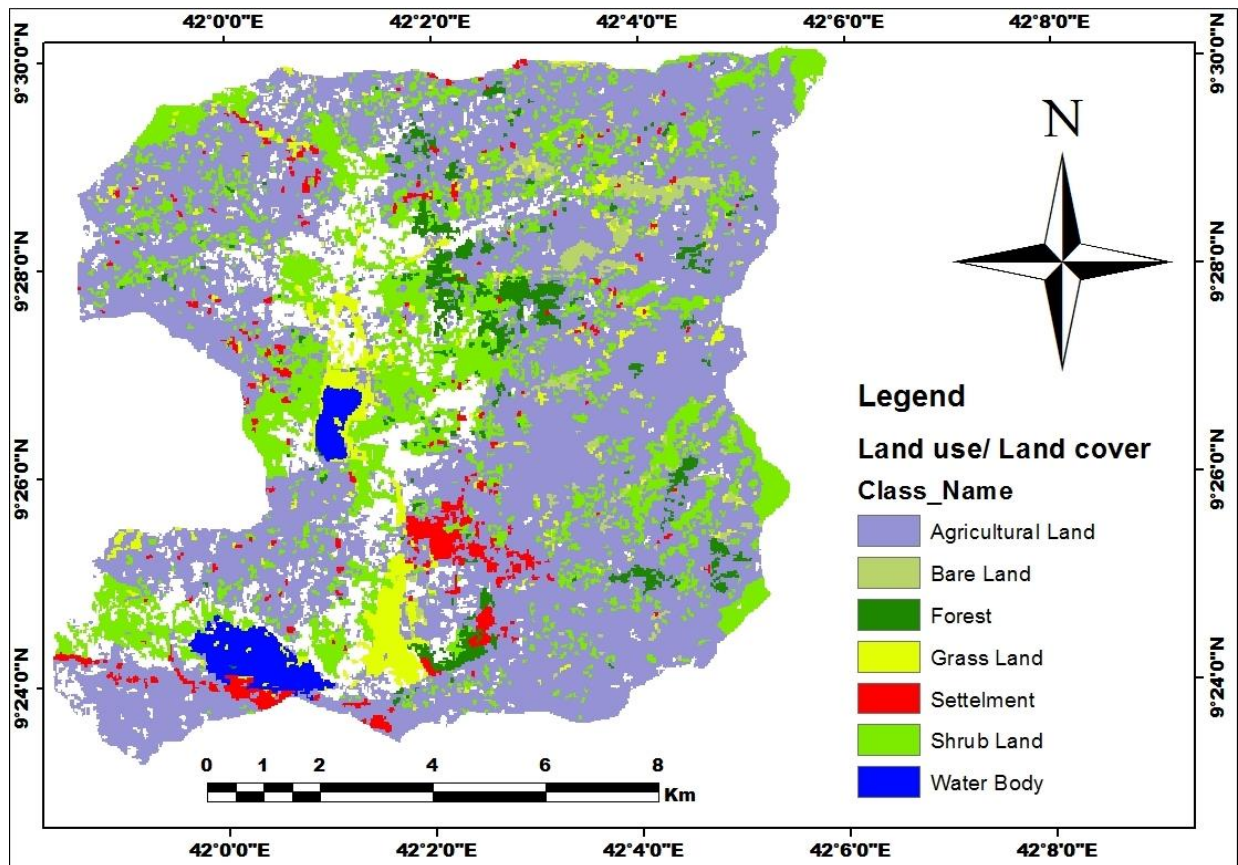 42°0'0"E 42°2'0"E 42°4'0"E 42°6'0"E 42°8'0"E
9°30'0"N 9°30'0"N
N
9°28'0"N 9°28'0"N
Legend
Land use/ Land cover
Class_Name
9°26'0"N 9°26'0"N
Agricultural Land
Bare Land
Forest
Grass Land
9°24'0"N 9°24'0"N
Settelment
Shrub Land
Water Body
0 1 2 4 6 8
Km
42°0'0"E 42°2'0"E 42°4'0"E 42°6'0"E 42°8'0"E